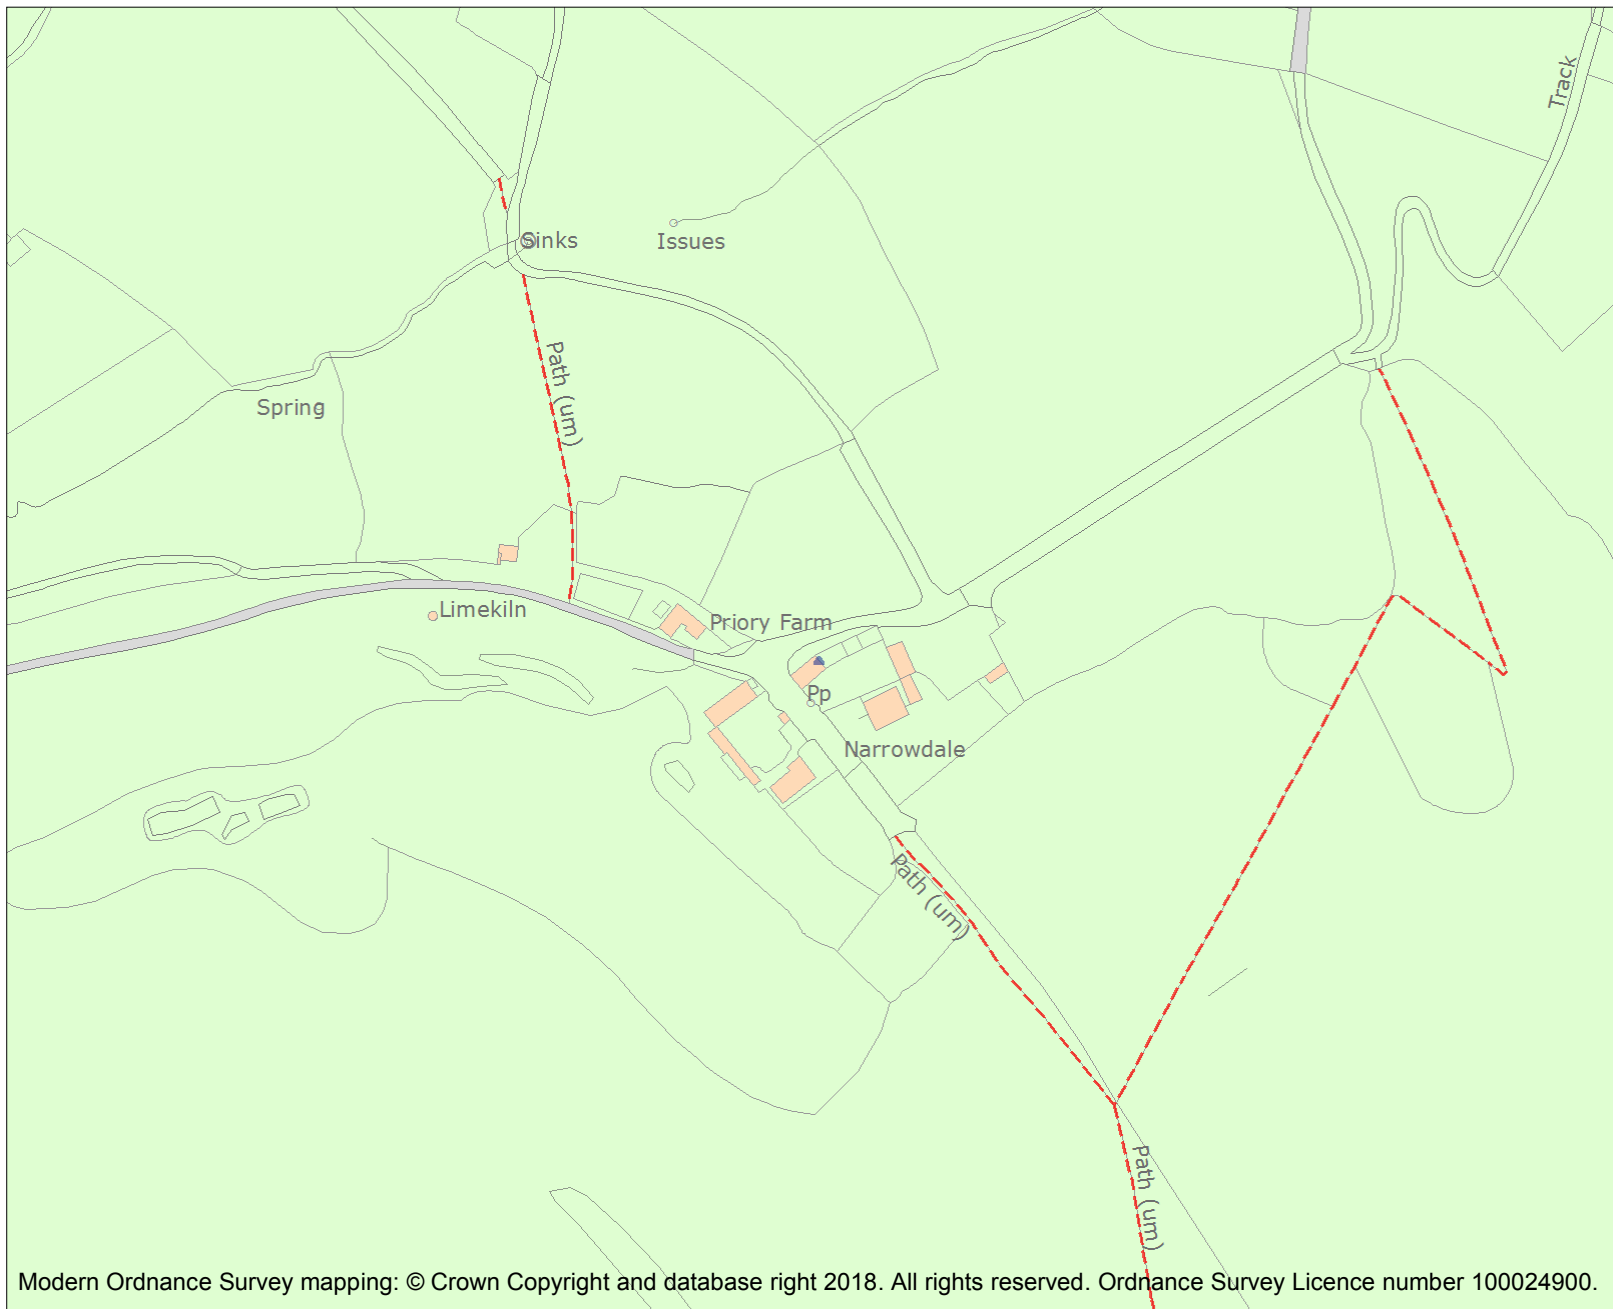 Track
Sinks
Issues
Path (um)
Spring
Limekiln
Priory Farm
Pp
Narrowdale
Path (um)
Path (um)
Modern Ordnance Survey mapping: © Crown Copyright and database right 2018. All rights reserved. Ordnance Survey Licence number 100024900.